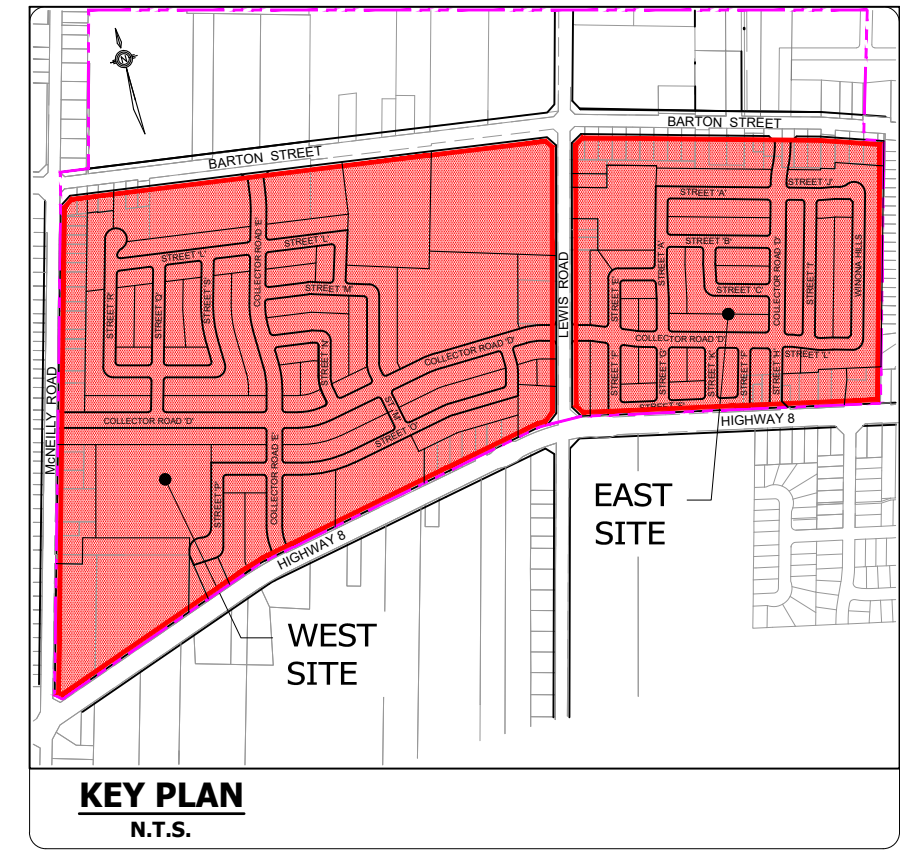 N
BARTON STREET
BARTON STREET
STREET 'J'
STREET 'A'
COLLECTOR ROAD 'E'
STREET 'L'
STREET 'L'
STREET 'A'
STREET 'B'
COLLECTOR ROAD 'D'
STREET 'I'
WINONA HILLS
STREET 'R'
STREET 'Q'
STREET 'S'
STREET 'M'
STREET 'E'
STREET 'C'
LEWIS ROAD
STREET 'N'
COLLECTOR ROAD 'D'
COLLECTOR ROAD 'D'
STREET 'F'
STREET 'G'
STREET 'K'
STREET 'F'
STREET 'H'
STREET 'L'
McNEILLY ROAD
COLLECTOR ROAD 'D'
STREET 'O'
COLLECTOR ROAD 'E'
HIGHWAY 8
STREET 'P'
EAST
SITE
HIGHWAY 8
WEST
SITE
KEY PLAN
N.T.S.